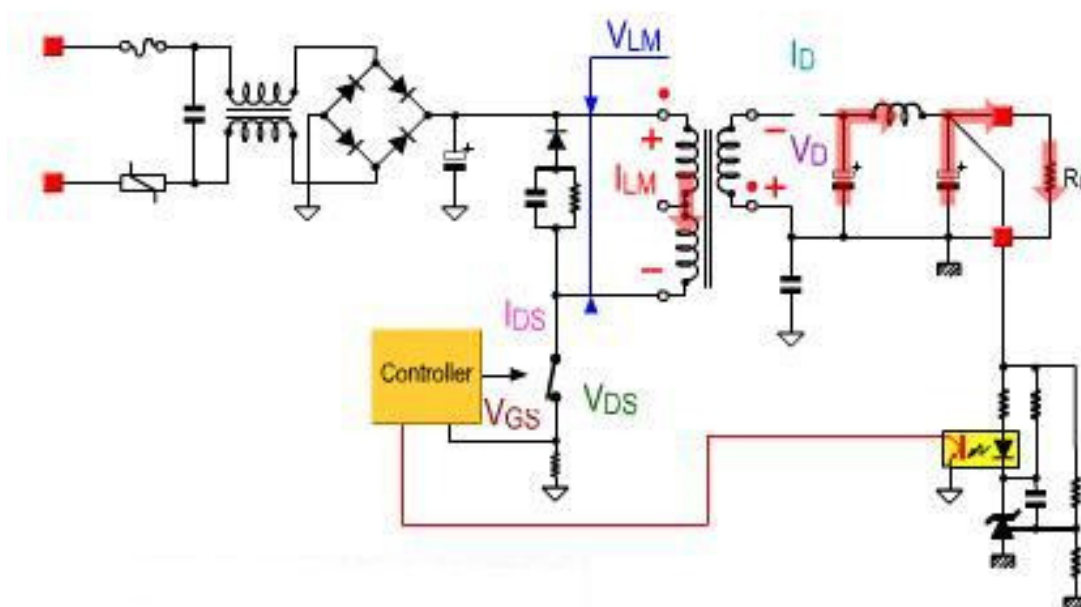 VLM
ID
+
−
VD
+
+
+
ILM
+
R
−
IDS
Controller
VGS
VDS